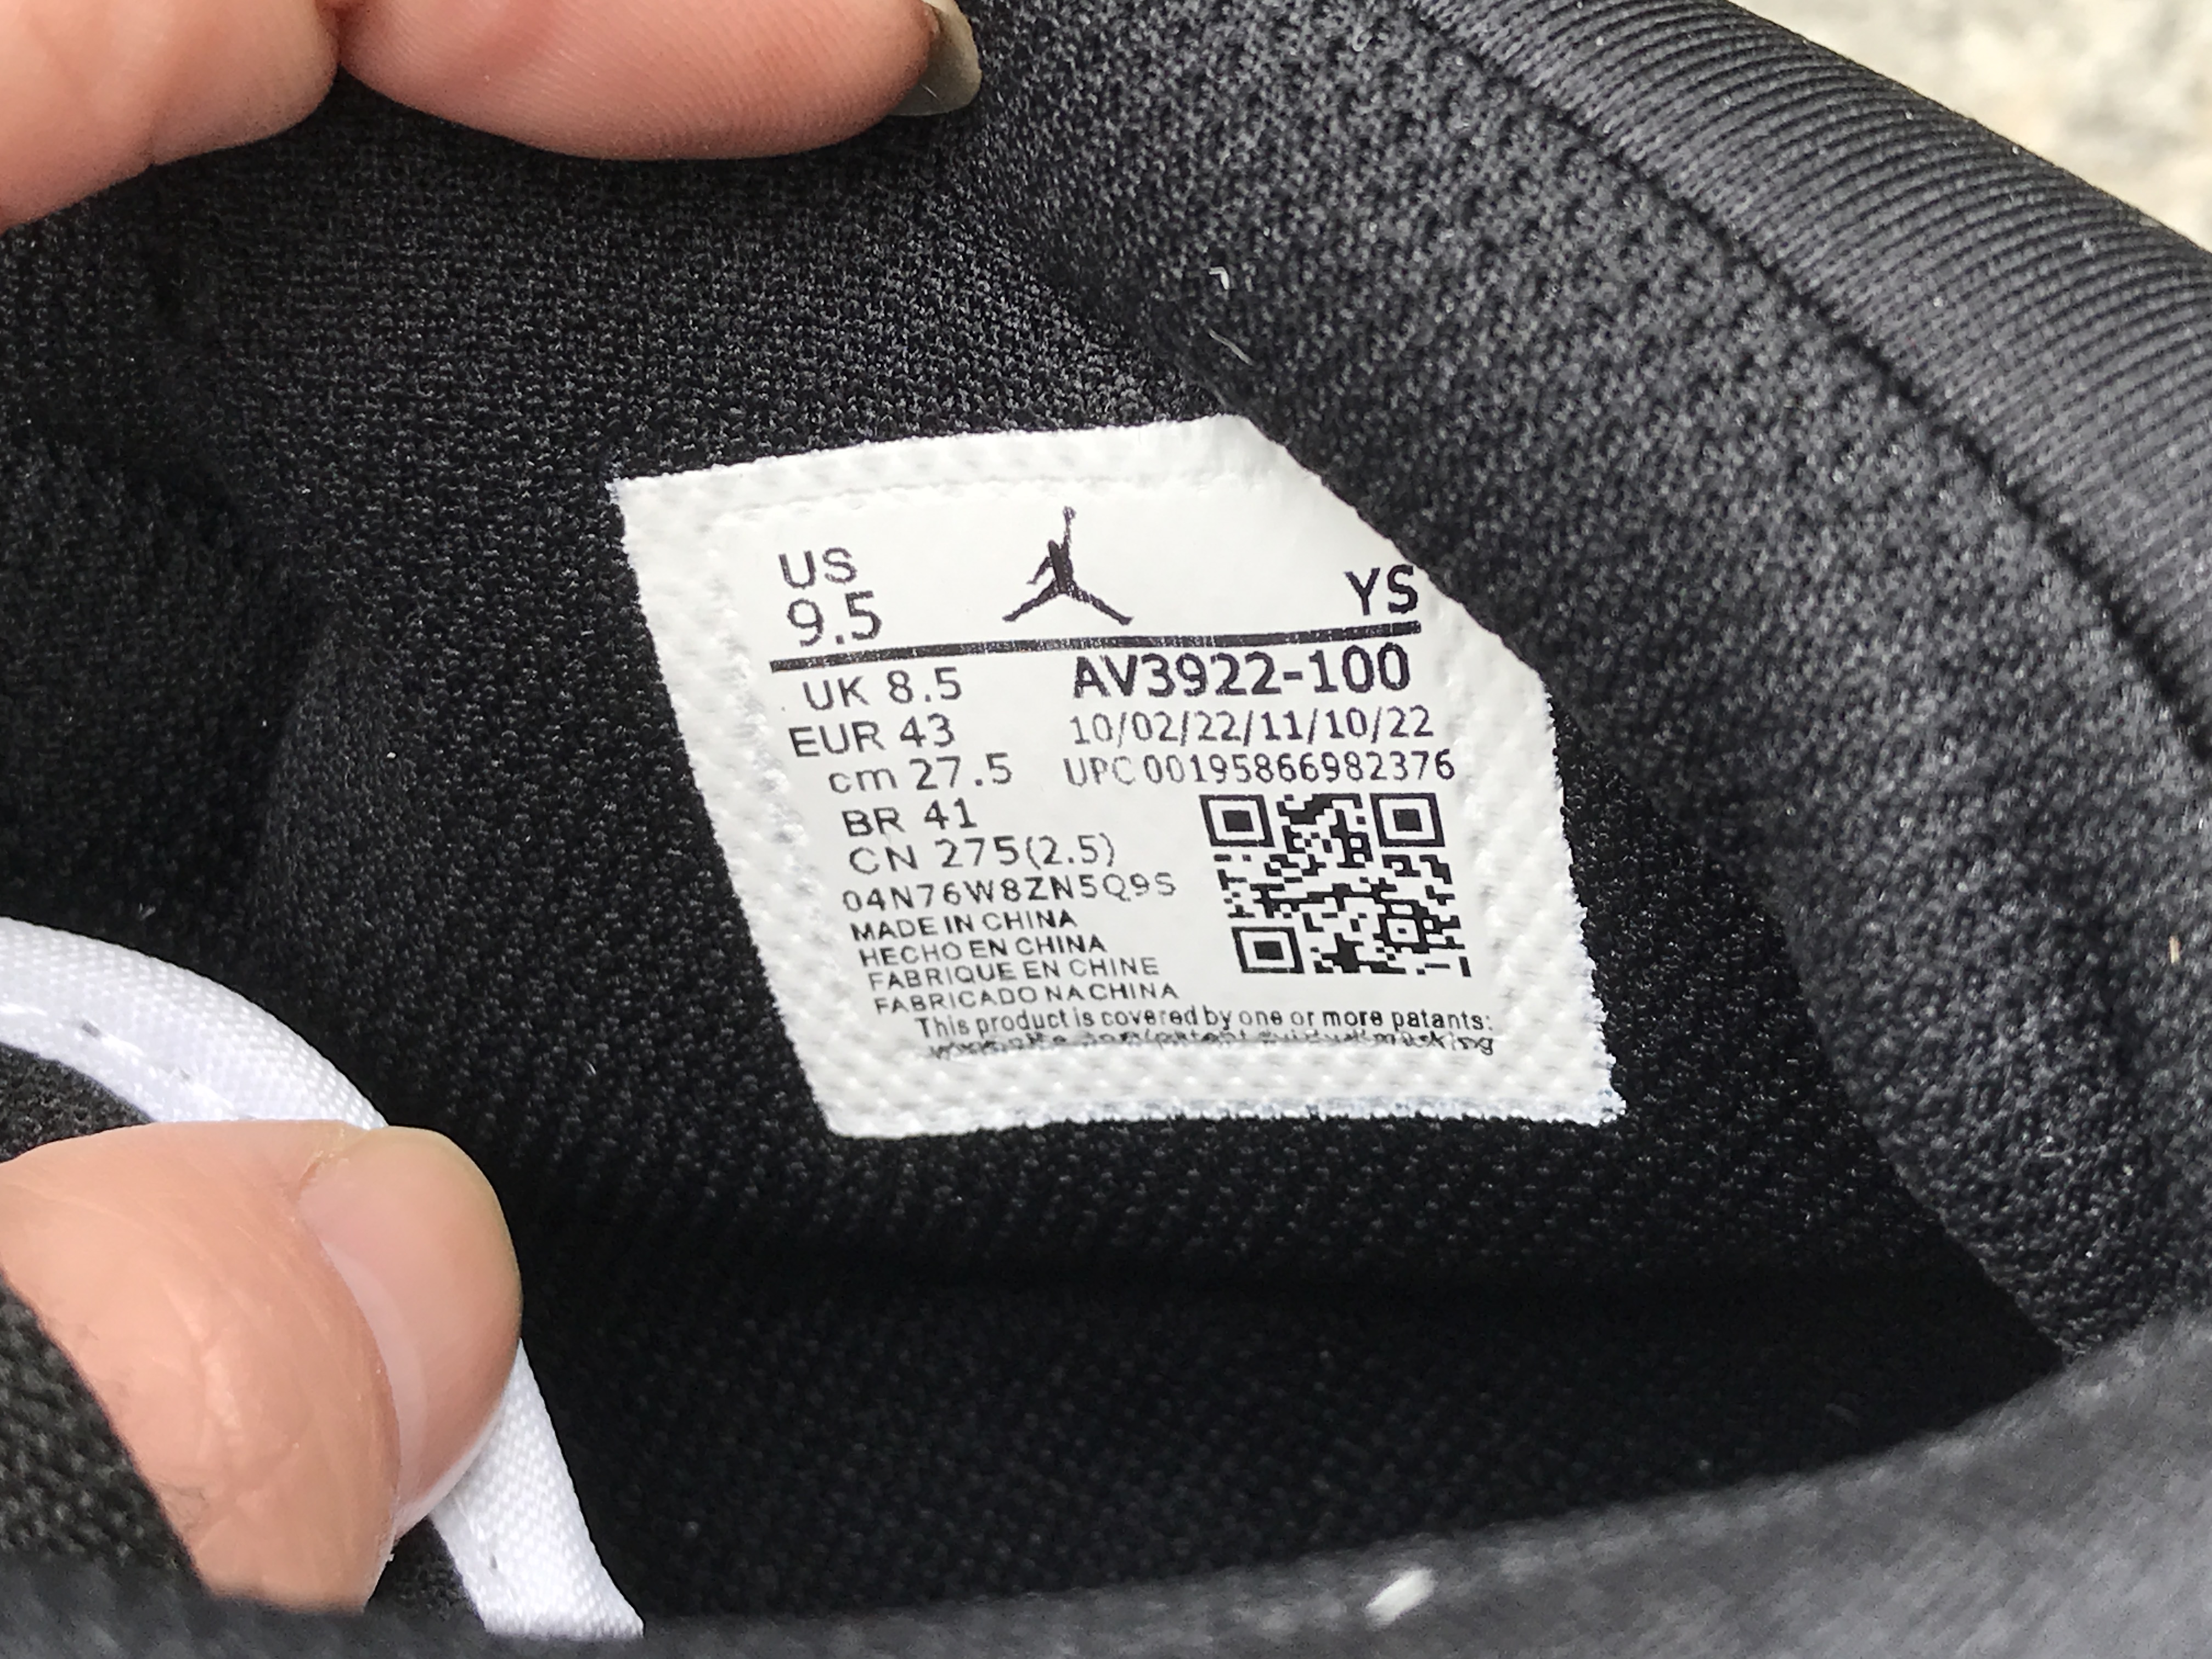 US
9.5
YS
UK 8.5
AV3922-100
EUR 43
10/02/22/11/10/22
cm 27.5
UPC 00195866982376
BR 41
CN 275(2.5)
04N76W8ZN5Q9S
MADE IN CHINA
HECHO EN CHINA
FABRIQUE EN CHINE
FABRICADO NA CHINA
This product is covered by one or more patants: